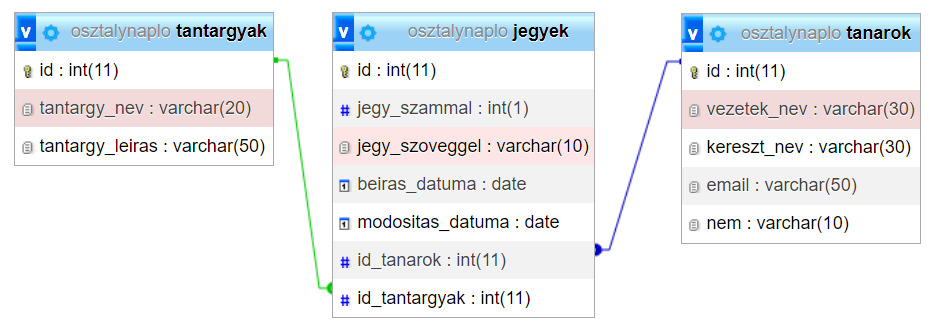 v osztalynaplo tantargyak
id : int(11)
tantargy_nev : varchar(20)
tantargy_leiras : varchar(50)
v osztalynaplo jegyek
id : int(11)
# jegy_szammal : int(1)
jegy_szoveggel : varchar(10)
beiras_datuma : date
modositas_datuma : date
# id_tanarok : int(11)
# id_tantargyak : int(11)
v osztalynaplo tanarok
id : int(11)
vezetek_nev : varchar(30)
kereszt_nev : varchar(30)
email : varchar(50)
nem : varchar(10)